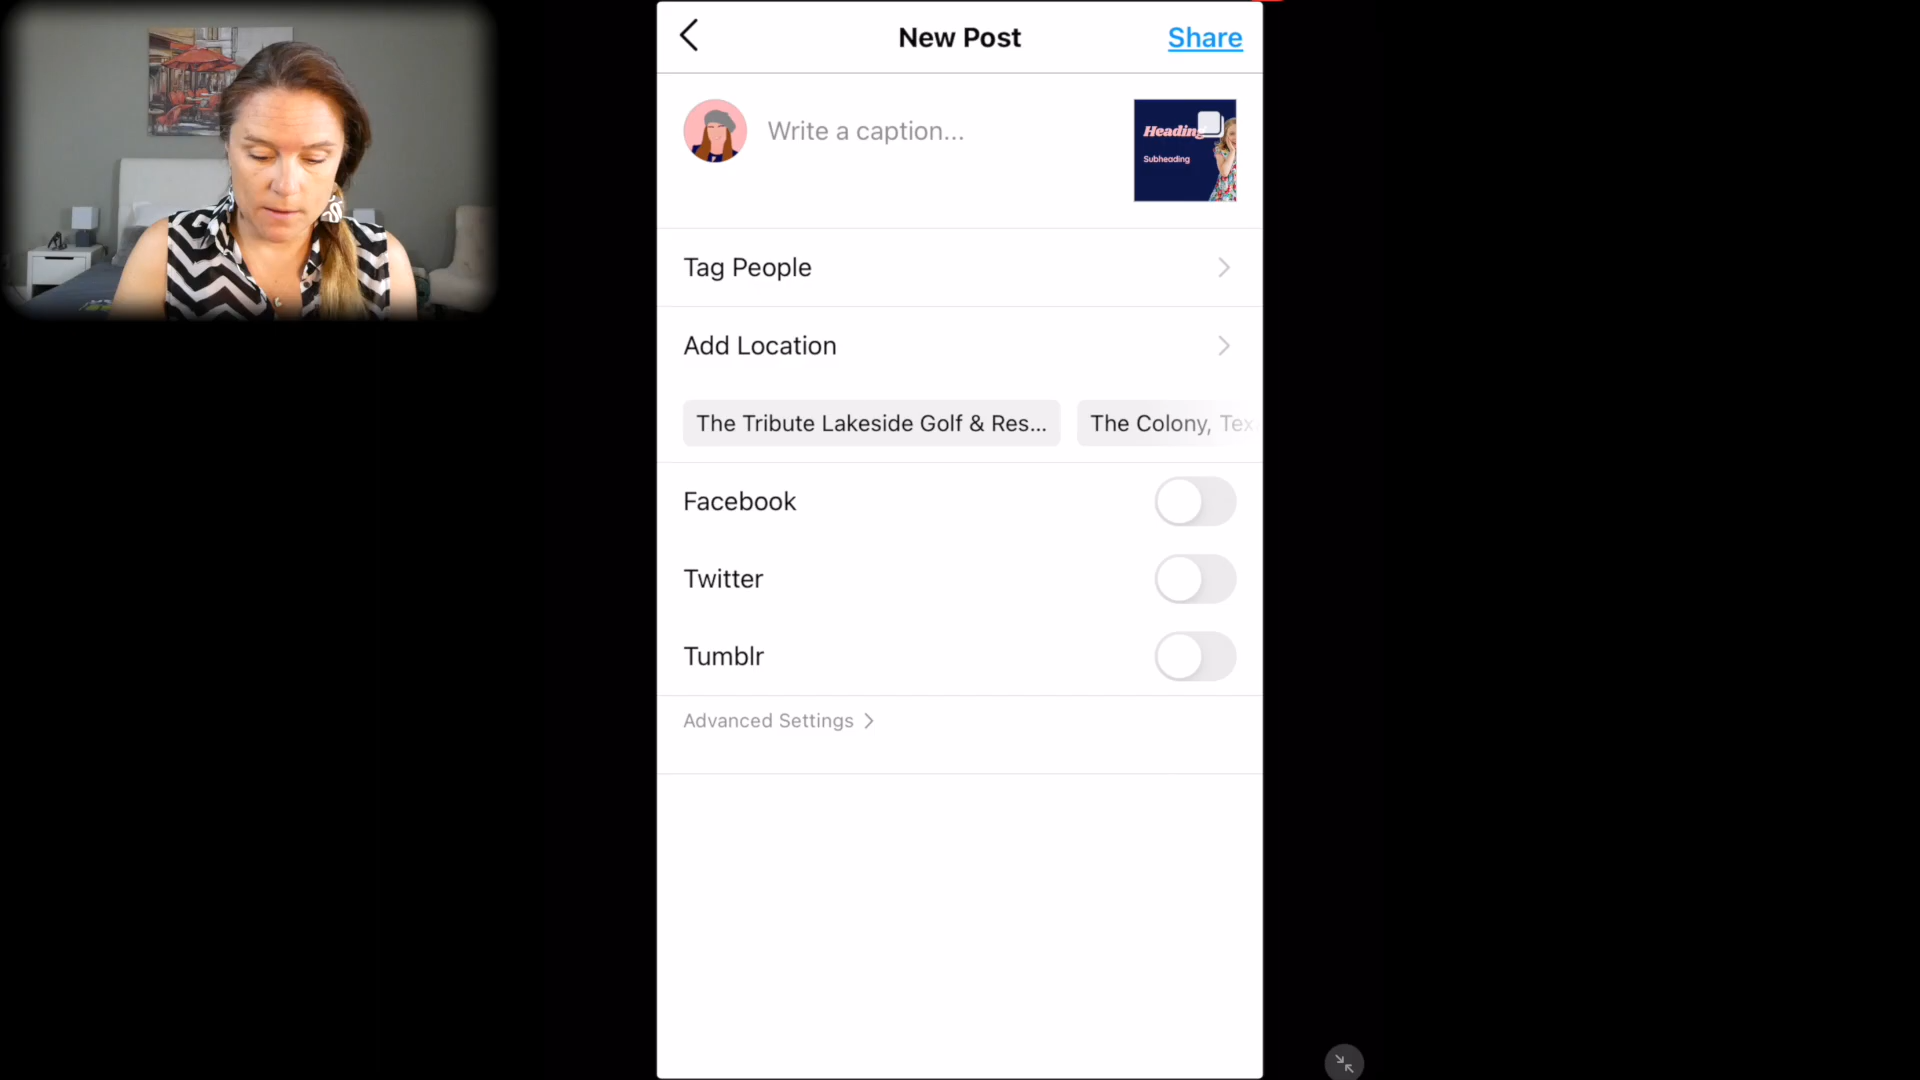 New Post
Share
Write a caption...
Heading
Subheading
Tag People
Add Location
The Tribute Lakeside Golf & Res...
The Colony, Tex
Facebook
Twitter
Tumblr
Advanced Settings